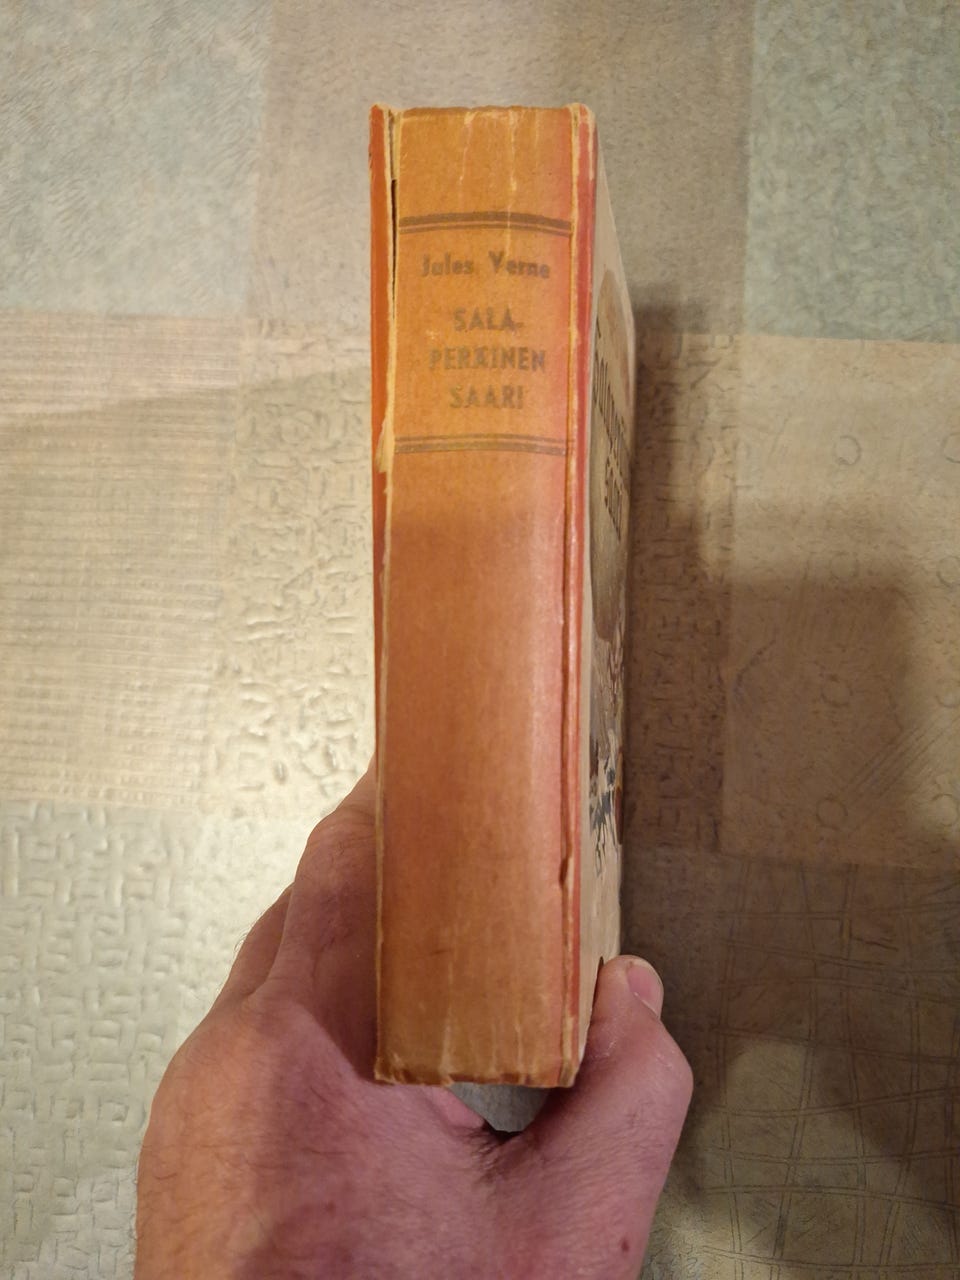 Jules Verne
SALA-
PERÄINEN
SAARI